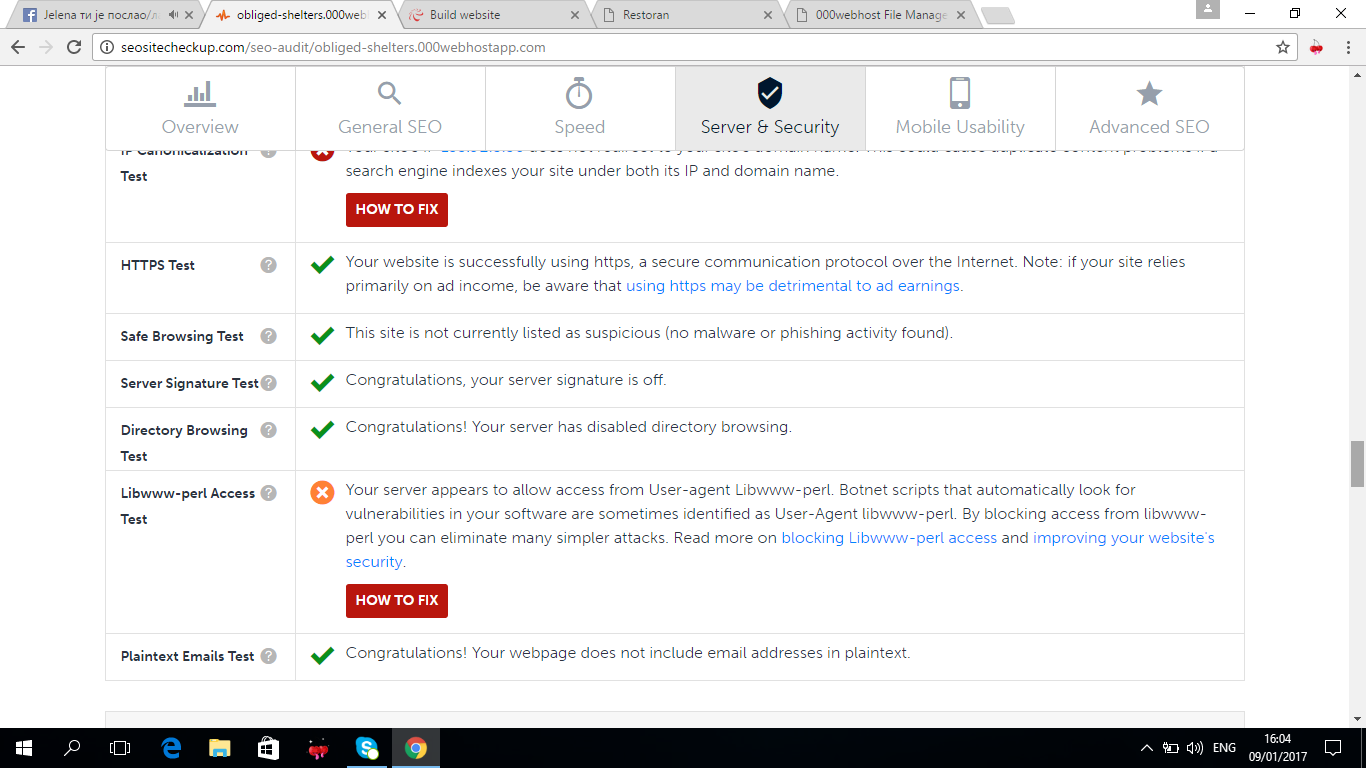 Jelena ти је послао/л
obliged-shelters.000webh
Build website
Restoran
000webhost File Manage
seositecheckup.com/seo-audit/obliged-shelters.000webhostapp.com
Overview
General SEO
Speed
Server & Security
Mobile Usability
Advanced SEO
IP Canonicalization
Test
search engine indexes your site under both its IP and domain name.
HOW TO FIX
HTTPS Test
?
Your website is successfully using https, a secure communication protocol over the Internet. Note: if your site relies
primarily on ad income, be aware that using https may be detrimental to ad earnings.
Safe Browsing Test
?
This site is not currently listed as suspicious (no malware or phishing activity found).
Server Signature Test
?
Congratulations, your server signature is off.
Directory Browsing
?
Test
Congratulations! Your server has disabled directory browsing.
Libwww-perl Access
?
Test
Your server appears to allow access from User-agent Libwww-perl. Botnet scripts that automatically look for
vulnerabilities in your software are sometimes identified as User-Agent libwww-perl. By blocking access from libwww-
perl you can eliminate many simpler attacks. Read more on blocking Libwww-perl access and improving your website's
security.
HOW TO FIX
Plaintext Emails Test
?
Congratulations! Your webpage does not include email addresses in plaintext.
ENG
16:04
09/01/2017